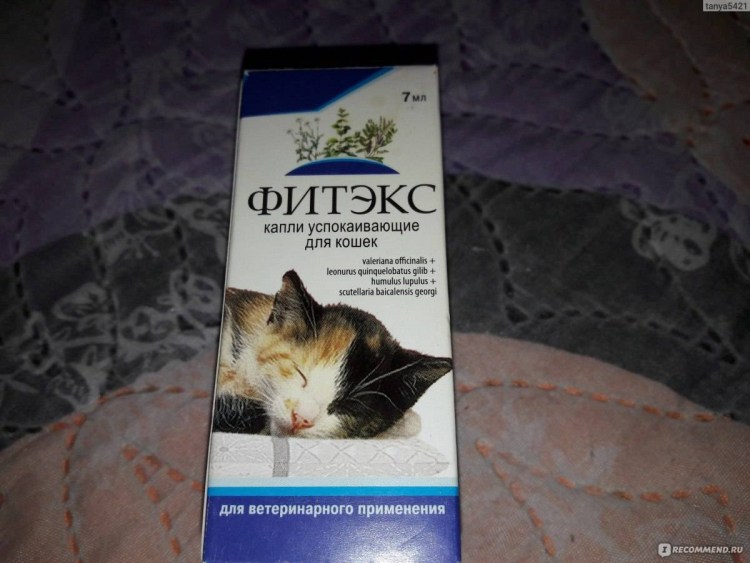 tanya5421
7 мл
ФИТЭКС
капли успокаивающие
для кошек
valeriana officinalis +
leonurus quinquelobatus gilib +
humulus lupulus +
scutellaria baicalensis georgi
для ветеринарного применения
IRECOMMEND.RU